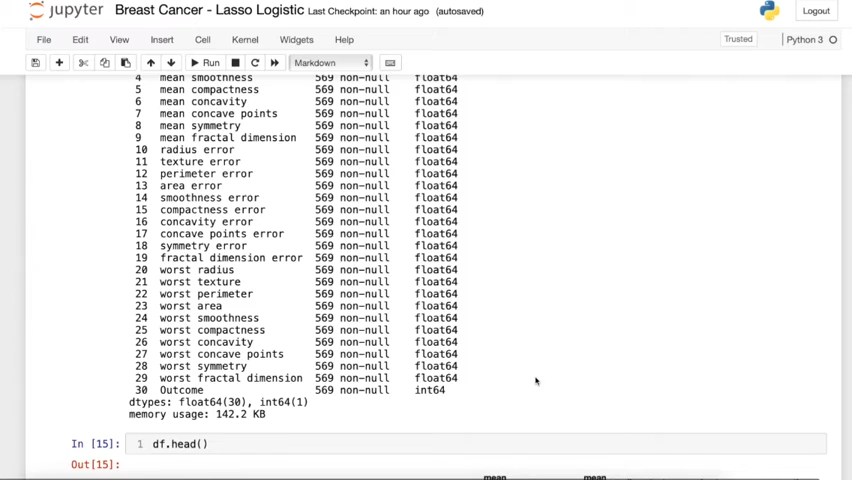 jupyter Breast Cancer - Lasso Logistic Last Checkpoint: an hour ago (autosaved) Logout
File Edit View Insert Cell Kernel Widgets Help Trusted Python 3
Run Markdown
4 mean smoothness 569 non-null float64
5 mean compactness 569 non-null float64
6 mean concavity 569 non-null float64
7 mean concave points 569 non-null float64
8 mean symmetry 569 non-null float64
9 mean fractal dimension 569 non-null float64
10 radius error 569 non-null float64
11 texture error 569 non-null float64
12 perimeter error 569 non-null float64
13 area error 569 non-null float64
14 smoothness error 569 non-null float64
15 compactness error 569 non-null float64
16 concavity error 569 non-null float64
17 concave points error 569 non-null float64
18 symmetry error 569 non-null float64
19 fractal dimension error 569 non-null float64
20 worst radius 569 non-null float64
21 worst texture 569 non-null float64
22 worst perimeter 569 non-null float64
23 worst area 569 non-null float64
24 worst smoothness 569 non-null float64
25 worst compactness 569 non-null float64
26 worst concavity 569 non-null float64
27 worst concave points 569 non-null float64
28 worst symmetry 569 non-null float64
29 worst fractal dimension 569 non-null float64
30 Outcome 569 non-null int64
dtypes: float64(30), int64(1)
memory usage: 142.2 KB
In [15]: 1 df.head()
Out[15]:
mean mean